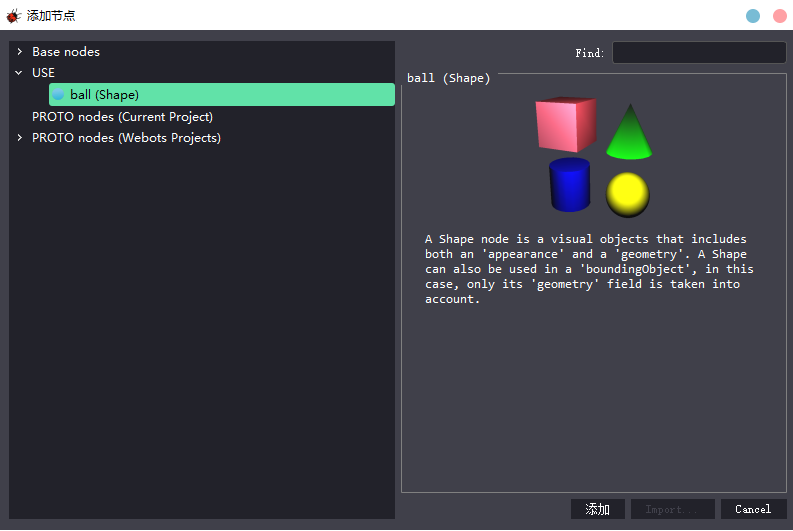 添加节点
Base nodes
USE
ball (Shape)
PROTO nodes (Current Project)
PROTO nodes (Webots Projects)
Find:
ball (Shape)
A Shape node is a visual objects that includes
both an 'appearance' and a 'geometry'. A Shape
can also be used in a 'boundingObject', in this
case, only its 'geometry' field is taken into
account.
添加
Import...
Cancel